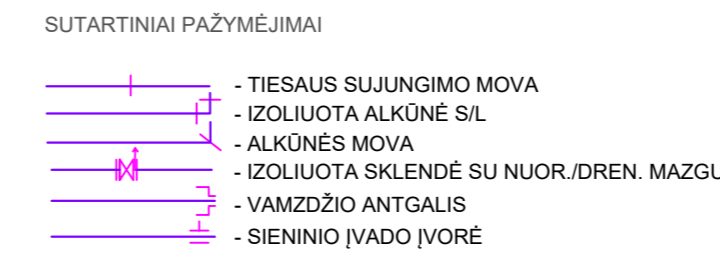 SUTARTINIAI PAŽYMĖJIMAI
- TIESAUS SUJUNGIMO MOVA
- IZOLIUOTA ALKŪNĖ S/L
- ALKŪNĖS MOVA
- IZOLIUOTA SKLENDĖ SU NUOR./DREN. MAZGU
- VAMZDŽIO ANTGALIS
- SIENINIO ĮVADO ĮVORĖ